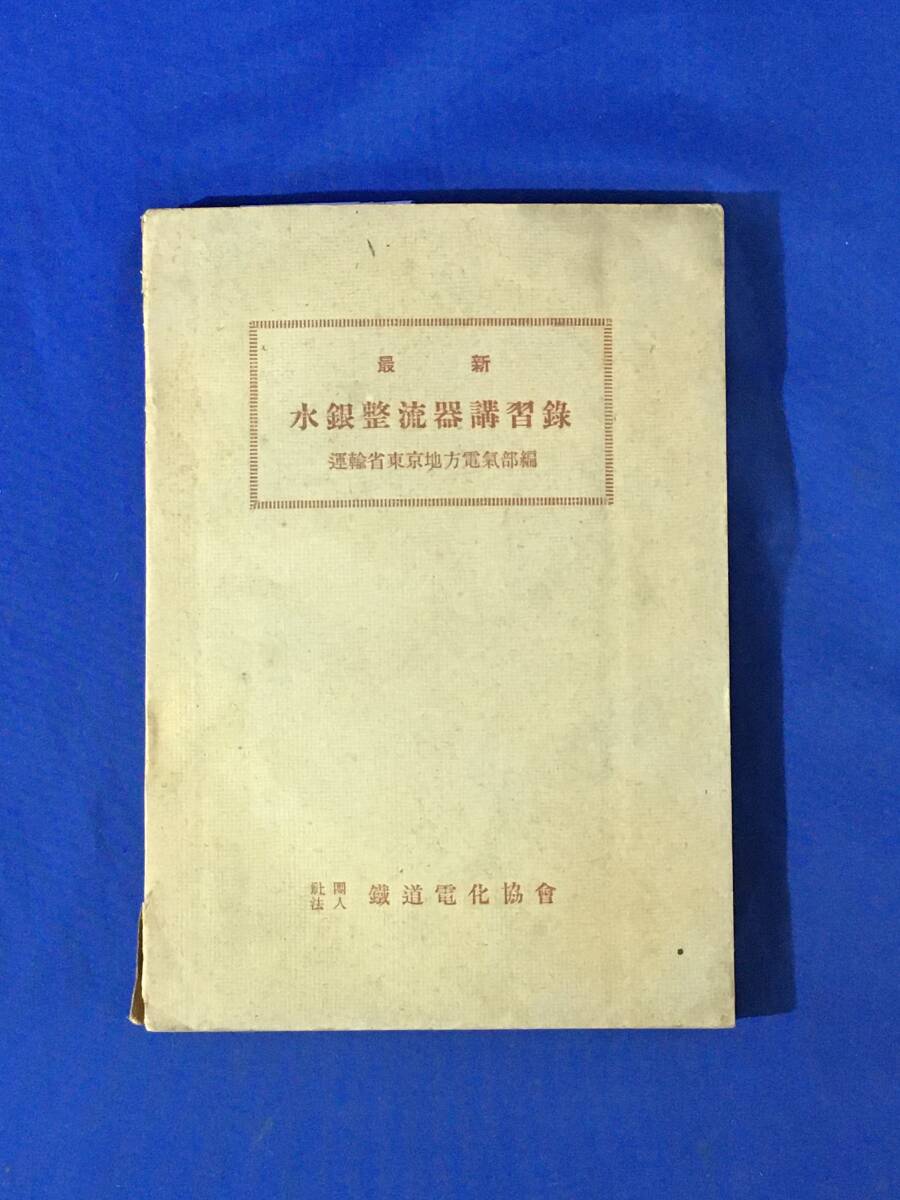 最新
水銀整流器講習錄
運輸省東京地方電氣部編
社團法人 鐵道電化協會